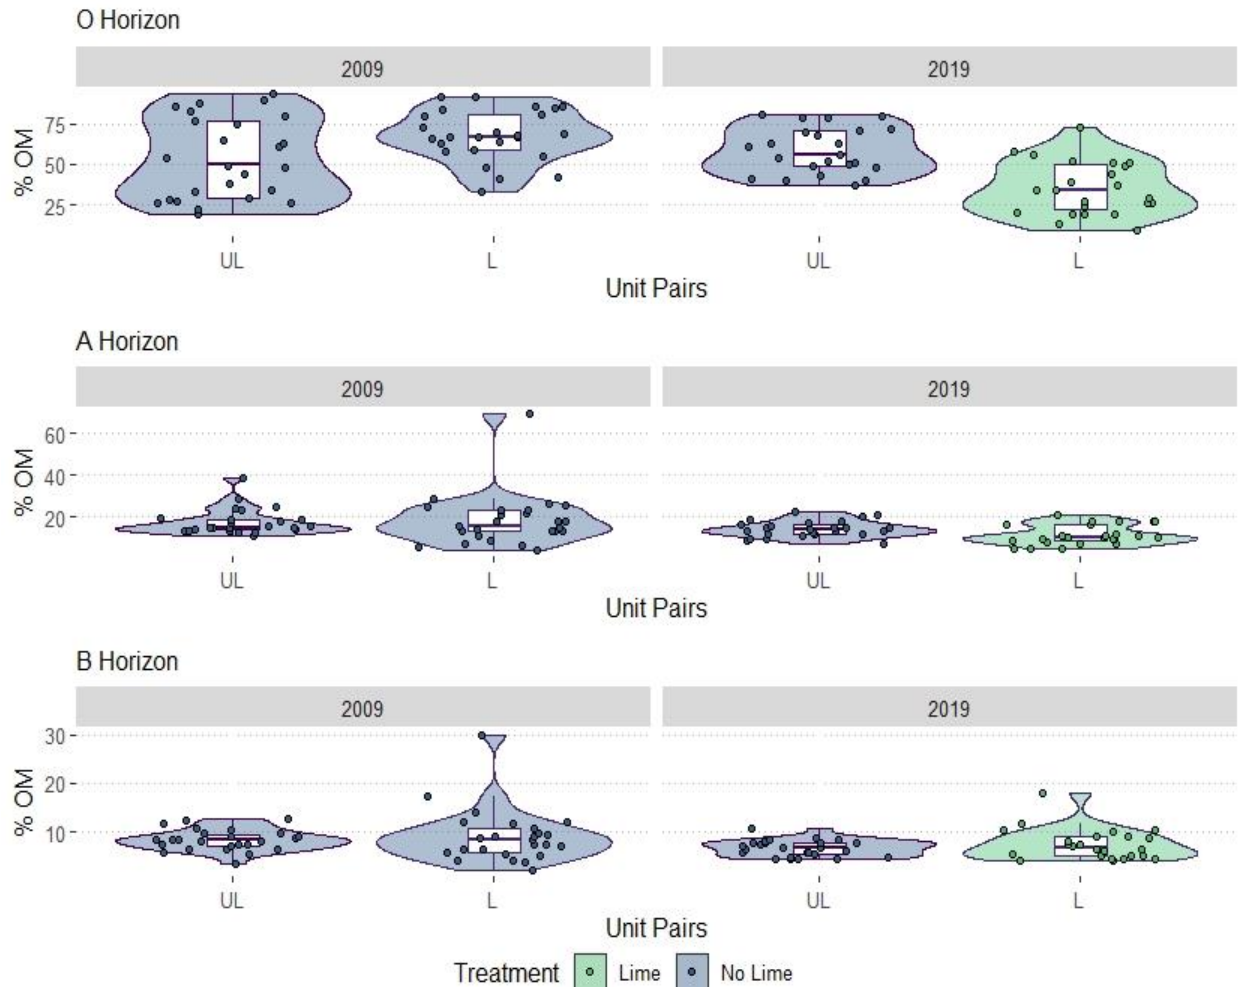 O Horizon
2009 2019
% OM
75
50
25
UL L UL L
Unit Pairs
A Horizon
2009 2019
% OM
60
40
20
UL L UL L
Unit Pairs
B Horizon
2009 2019
% OM
30
20
10
UL L UL L
Unit Pairs
Treatment Lime No Lime